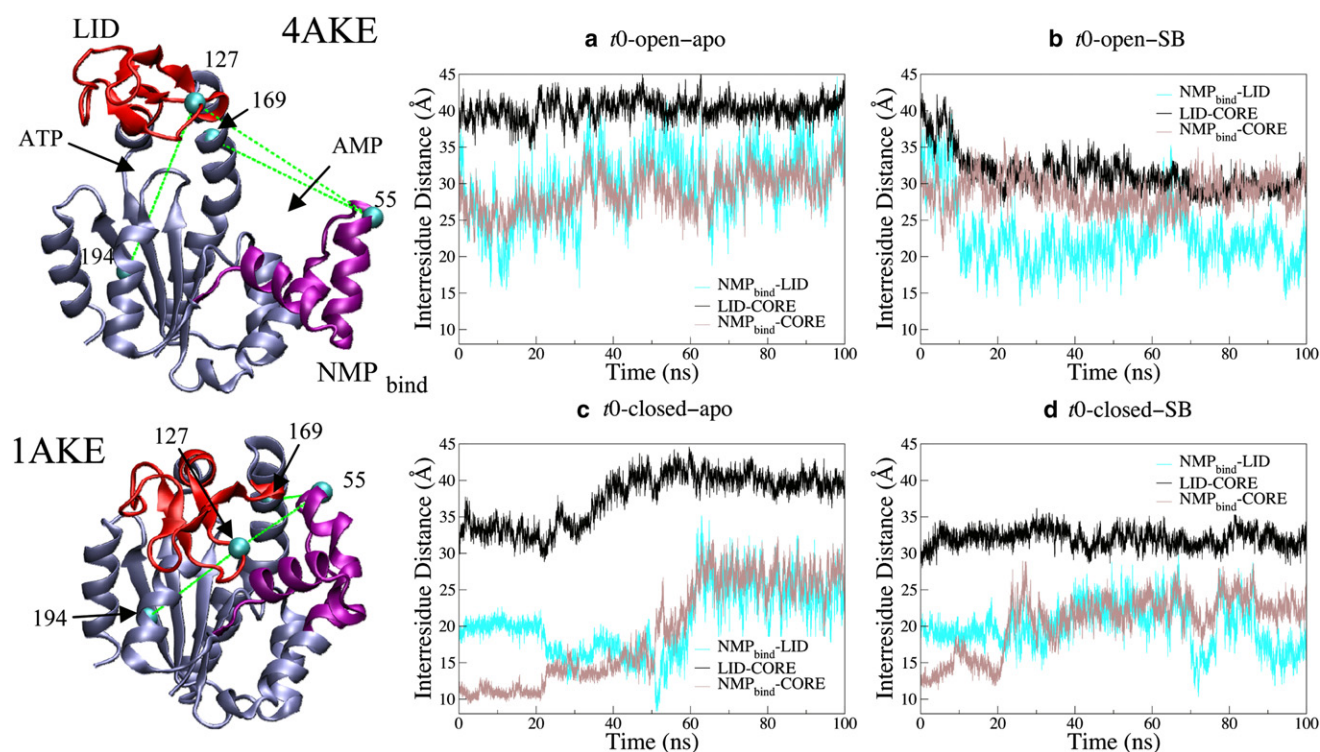 LID
4AKE
127
169
ATP
AMP
55
194
NMP bind
1AKE
127
169
55
194
a t0-open-apo
Interresidue Distance (Å)
45
40
35
30
25
20
15
10
NMPbind-LID
LID-CORE
NMPbind-CORE
0 20 40 60 80 100
Time (ns)
b t0-open-SB
Interresidue Distance (Å)
45
40
35
30
25
20
15
10
NMPbind-LID
LID-CORE
NMPbind-CORE
0 20 40 60 80 100
Time (ns)
c t0-closed-apo
Interresidue Distance (Å)
45
40
35
30
25
20
15
10
NMPbind-LID
LID-CORE
NMPbind-CORE
0 20 40 60 80 100
Time (ns)
d t0-closed-SB
Interresidue Distance (Å)
45
40
35
30
25
20
15
10
NMPbind-LID
LID-CORE
NMPbind-CORE
0 20 40 60 80 100
Time (ns)